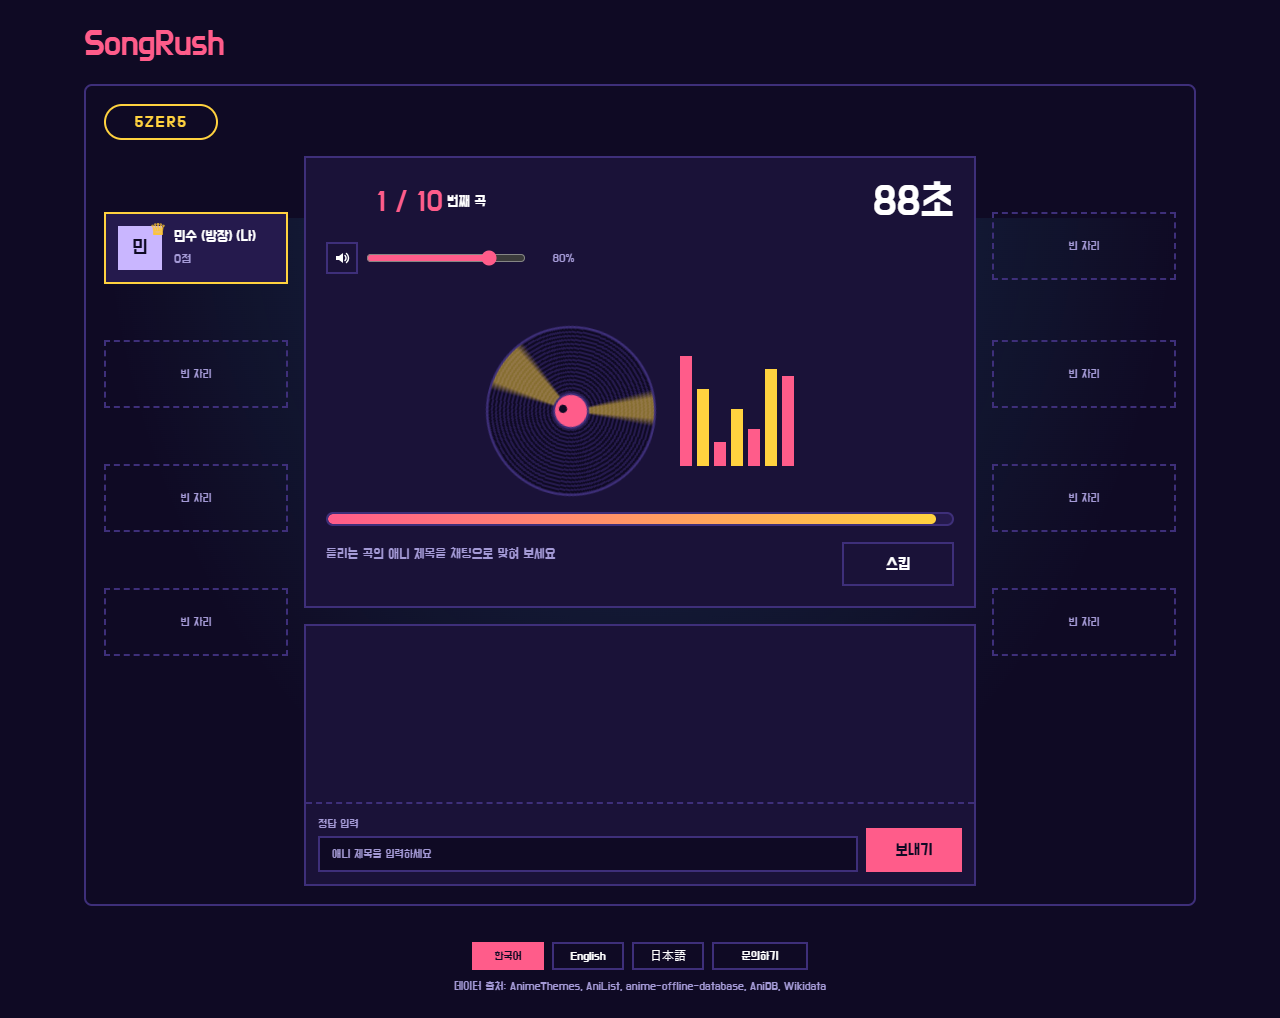 SongRush
5ZER5
1 / 10 번째 곡
88초
민
민수 (방장) (나)
0점
빈 자리
80%
빈 자리
빈 자리
빈 자리
빈 자리
빈 자리
듣리는 곡의 애니 제목을 채팅으로 맞혀 보세요
스킵
빈 자리
정답 입력
애니 제목을 입력하세요
보내기
한국어
English
日本語
문의하기
데이터 출처: AnimeThemes, AniList, anime-offline-database, AniDB, Wikidata